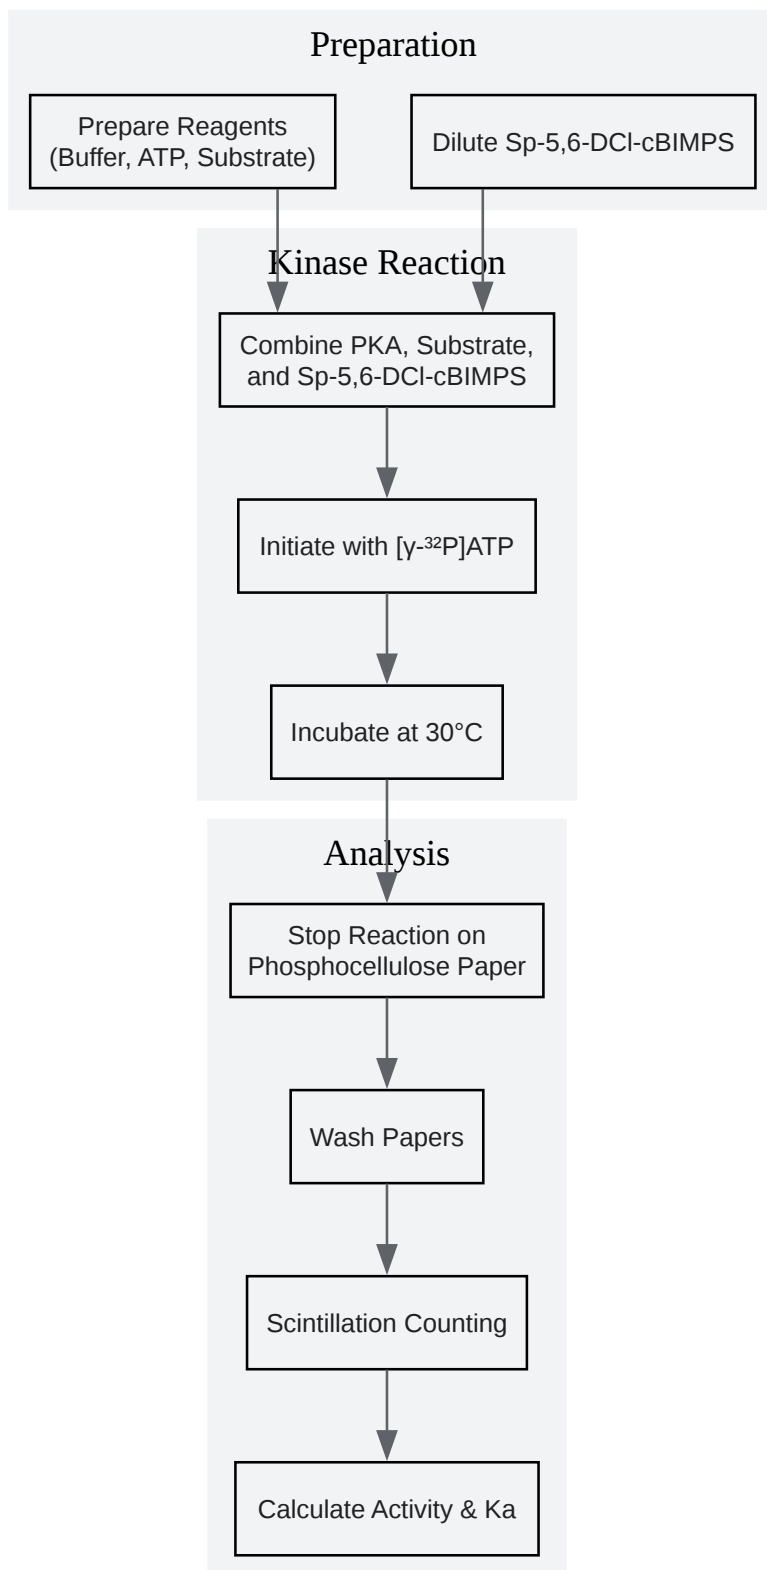 Preparation
Prepare Reagents
(Buffer, ATP, Substrate)
Dilute Sp-5,6-DCl-cBIMPS
Kinase Reaction
Combine PKA, Substrate,
and Sp-5,6-DCl-cBIMPS
Initiate with [γ-³²P]ATP
Incubate at 30°C
Analysis
Stop Reaction on
Phosphocellulose Paper
Wash Papers
Scintillation Counting
Calculate Activity & Ka